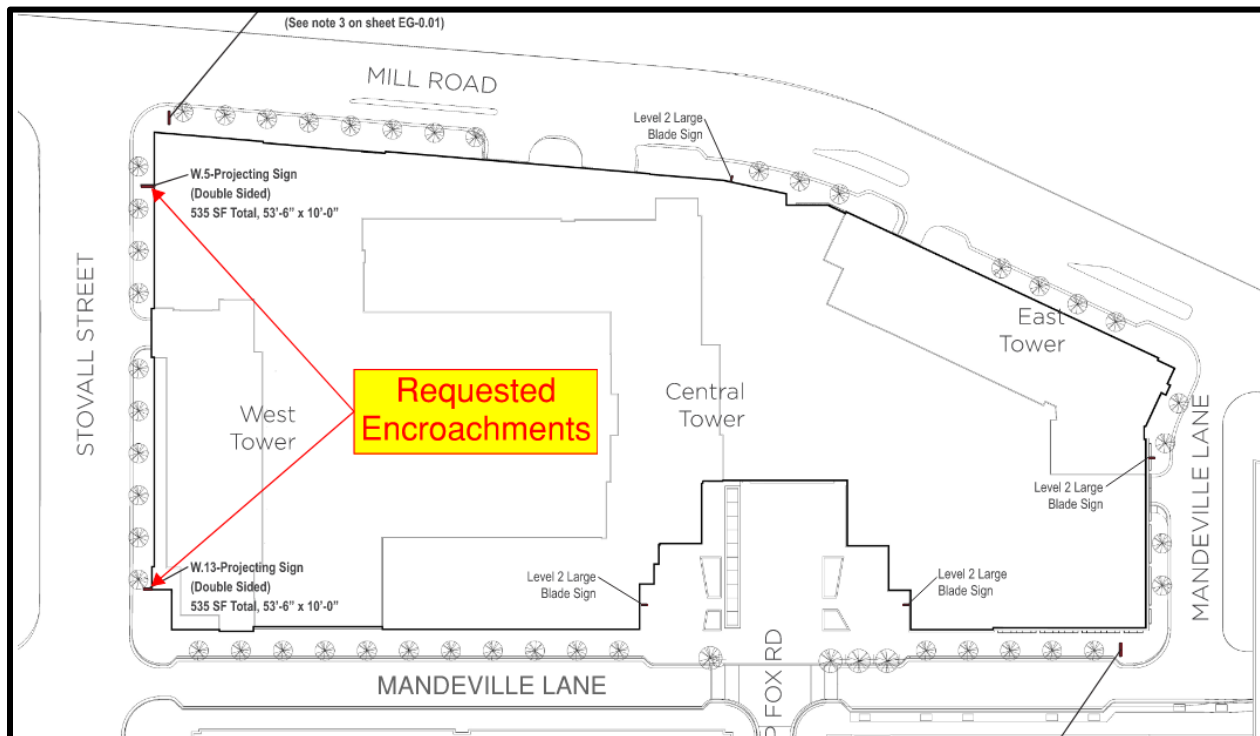 (See note 3 on sheet EG-0.01)
MILL ROAD
Level 2 Large
Blade Sign
W.5-Projecting Sign
(Double Sided)
535 SF Total, 53'-6" x 10'-0"
STOVALL STREET
East
Tower
Requested
Encroachments
West
Tower
Central
Tower
MANDEVILLE LANE
Level 2 Large
Blade Sign
W.13-Projecting Sign
(Double Sided)
535 SF Total, 53'-6" x 10'-0"
Level 2 Large
Blade Sign
Level 2 Large
Blade Sign
MANDEVILLE LANE
FOX RD